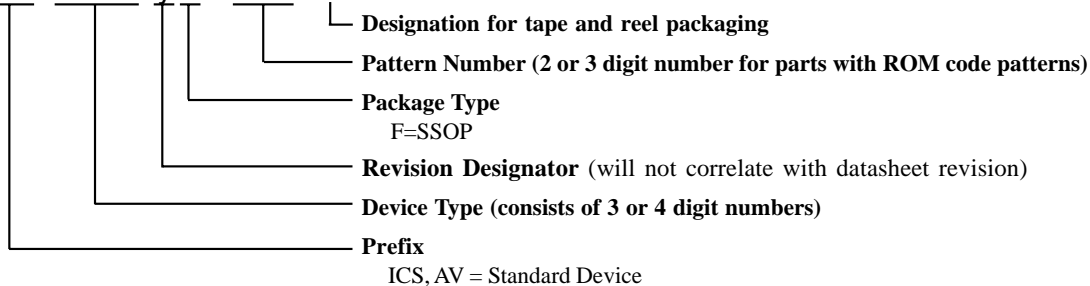 Designation for tape and reel packaging
Pattern Number (2 or 3 digit number for parts with ROM code patterns)
Package Type
F=SSOP
Revision Designator (will not correlate with datasheet revision)
Device Type (consists of 3 or 4 digit numbers)
Prefix
ICS, AV = Standard Device